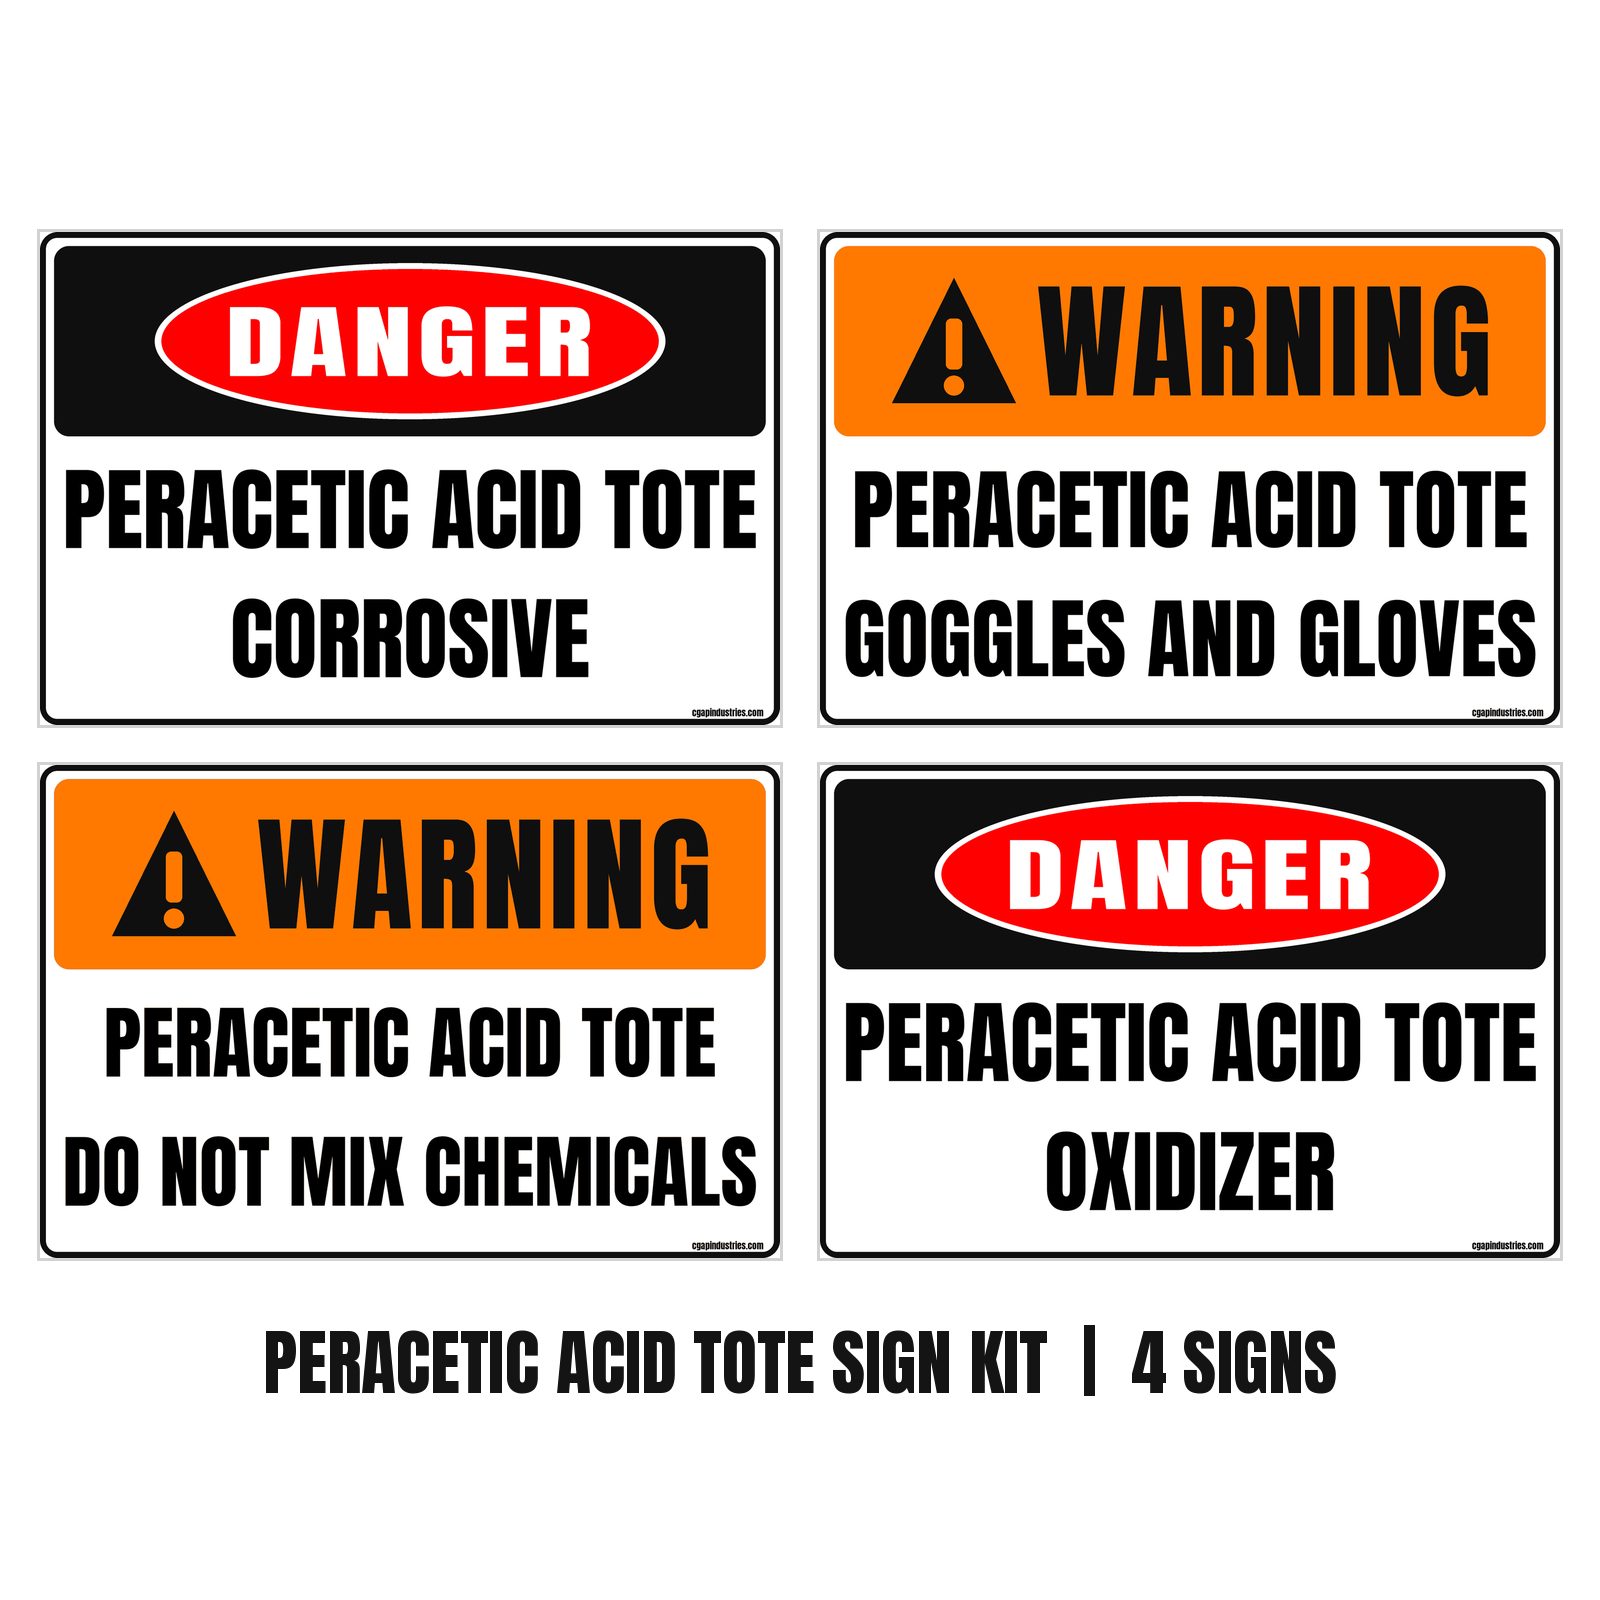 DANGER
PERACETIC ACID TOTE
CORROSIVE
cgapindustries.com
WARNING
PERACETIC ACID TOTE
GOGGLES AND GLOVES
cgapindustries.com
WARNING
PERACETIC ACID TOTE
DO NOT MIX CHEMICALS
cgapindustries.com
DANGER
PERACETIC ACID TOTE
OXIDIZER
cgapindustries.com
PERACETIC ACID TOTE SIGN KIT | 4 SIGNS